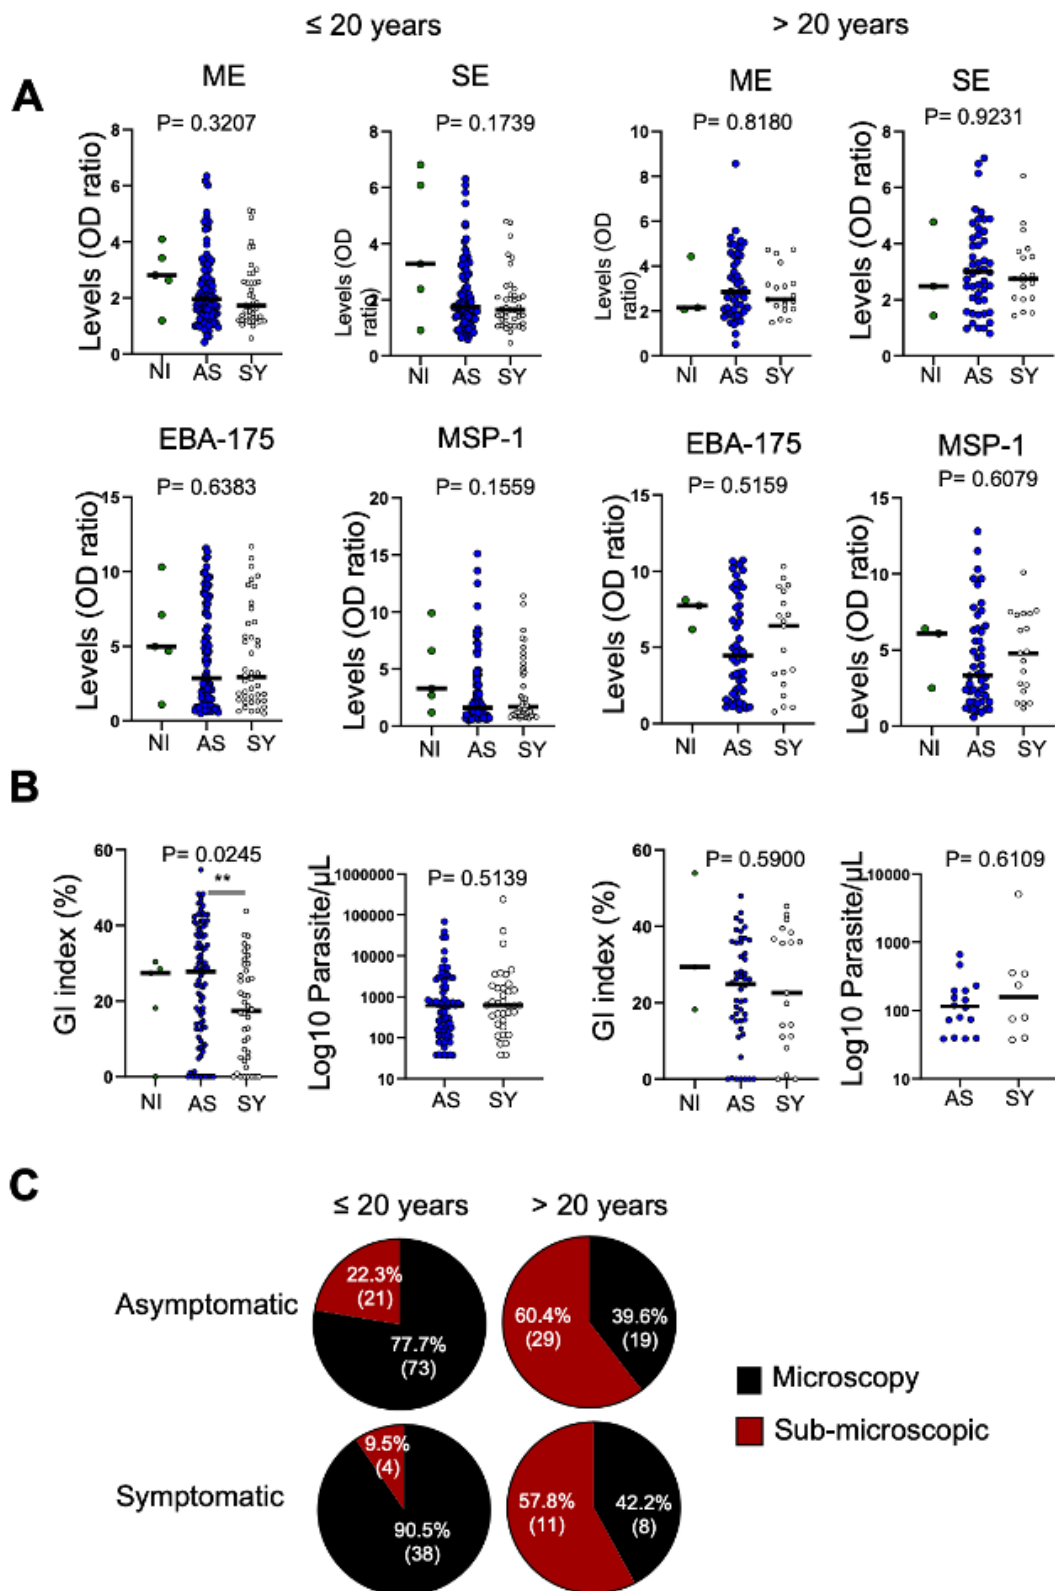 ≤ 20 years > 20 years
A
ME SE ME SE
P= 0.3207 P= 0.1739 P= 0.8180 P= 0.9231
Levels (OD ratio) Levels (OD ratio) Levels (OD ratio) Levels (OD ratio)
8 6 4 2 0
8 6 4 2 0
10 8 6 4 2 0
8 6 4 2 0
NI AS SY NI AS SY NI AS SY NI AS SY
EBA-175 MSP-1 EBA-175 MSP-1
P= 0.6383 P= 0.1559 P= 0.5159 P= 0.6079
Levels (OD ratio) Levels (OD ratio) Levels (OD ratio) Levels (OD ratio)
15 10 5 0
20 15 10 5 0
15 10 5 0
15 10 5 0
NI AS SY NI AS SY NI AS SY NI AS SY
B
P= 0.0245 P= 0.5139 P= 0.5900 P= 0.6109
**
GI index (%) Log10 Parasite/µL GI index (%) Log10 Parasite/µL
60 40 20 0
1000000 100000 10000 1000 100 10
60 40 20 0
10000 1000 100 10
NI AS SY AS SY NI AS SY AS SY
C
≤ 20 years > 20 years
Asymptomatic
22.3%
(21)
77.7%
(73)
60.4%
(29)
39.6%
(19)
Microscopy
Sub-microscopic
Symptomatic
9.5%
(4)
90.5%
(38)
57.8%
(11)
42.2%
(8)